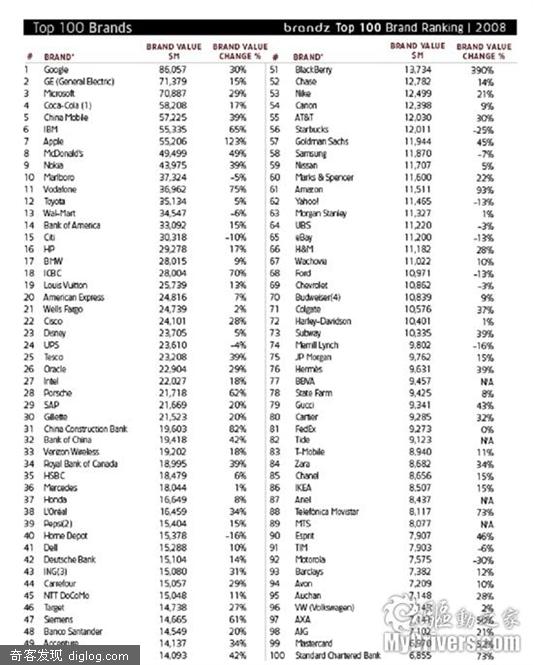 Top 100 Brands
brandz Top 100 Brand Ranking | 2008
# BRAND* BRAND VALUE $M BRAND VALUE CHANGE %
1 Google 86,057 30%
2 GE (General Electric) 71,379 15%
3 Microsoft 70,887 29%
4 Coca-Cola (1) 58,208 17%
5 China Mobile 57,225 39%
6 IBM 55,335 65%
7 Apple 55,206 123%
8 McDonald's 49,499 49%
9 Nokia 43,975 39%
10 Marlboro 37,324 -5%
11 Vodafone 36,962 75%
12 Toyota 35,134 5%
13 Wal-Mart 34,547 -6%
14 Bank of America 33,092 15%
15 Citi 30,318 -10%
16 HP 29,278 17%
17 BMW 28,015 9%
18 ICBC 28,004 70%
19 Louis Vuitton 25,739 13%
20 American Express 24,816 7%
21 Wells Fargo 24,739 2%
22 Cisco 24,101 28%
23 Disney 23,705 5%
24 UPS 23,610 -4%
25 Tesco 23,208 39%
26 Oracle 22,904 29%
27 Intel 22,027 18%
28 Porsche 21,718 62%
29 SAP 21,669 20%
30 Gillette 21,523 20%
31 China Construction Bank 19,603 82%
32 Bank of China 19,418 42%
33 Verizon Wireless 19,202 18%
34 Royal Bank of Canada 18,995 39%
35 HSBC 18,479 6%
36 Mercedes 18,044 1%
37 Honda 16,649 8%
38 L'Oréal 16,459 34%
39 Pepsi(2) 15,404 15%
40 Home Depot 15,378 -16%
41 Dell 15,288 10%
42 Deutsche Bank 15,104 14%
43 ING(3) 15,080 31%
44 Carrefour 15,057 29%
45 NTT DoCoMo 15,048 11%
46 Target 14,738 27%
47 Siemens 14,665 61%
48 Banco Santander 14,549 20%
49 Accenture 14,137 34%
14,093 42%
# BRAND* BRAND VALUE $M BRAND VALUE CHANGE %
51 BlackBerry 13,734 390%
52 Chase 12,782 14%
53 Nike 12,499 21%
54 Canon 12,398 9%
55 AT&T 12,030 30%
56 Starbucks 12,011 -25%
57 Goldman Sachs 11,944 45%
58 Samsung 11,870 -7%
59 Nissan 11,707 5%
60 Marks & Spencer 11,600 22%
61 Amazon 11,511 93%
62 Yahoo! 11,465 -13%
63 Morgan Stanley 11,327 1%
64 UBS 11,220 -3%
65 eBay 11,200 -13%
66 H&M 11,182 28%
67 Wachovia 11,022 10%
68 Ford 10,971 -13%
69 Chevrolet 10,862 -3%
70 Budweiser(4) 10,839 9%
71 Colgate 10,576 37%
72 Harley-Davidson 10,401 1%
73 Subway 10,335 39%
74 Merrill Lynch 9,802 -16%
75 JP Morgan 9,762 15%
76 Hermès 9,631 39%
77 BBVA 9,457 N/A
78 State Farm 9,425 8%
79 Gucci 9,341 43%
80 Cartier 9,285 32%
81 FedEx 9,273 0%
82 Tide 9,123 N/A
83 T-Mobile 8,940 11%
84 Zara 8,682 34%
85 Chanel 8,656 15%
86 IKEA 8,507 15%
87 Ariel 8,437 N/A
88 Telefónica Movistar 8,117 73%
89 MTS 8,077 N/A
90 Esprit 7,907 46%
91 TIM 7,903 -6%
92 Motorola 7,575 -30%
93 Barclays 7,382 12%
94 Avon 7,209 10%
95 Auchan 7,148 28%
96 VW (Volkswagen) 2%
97 AXA
98 AIG 7,102 21%
99 Mastercard
100 Standard Chartered Bank 6,855 73%
驅動之家
Mydrivers.com
奇客发现 diglog.com